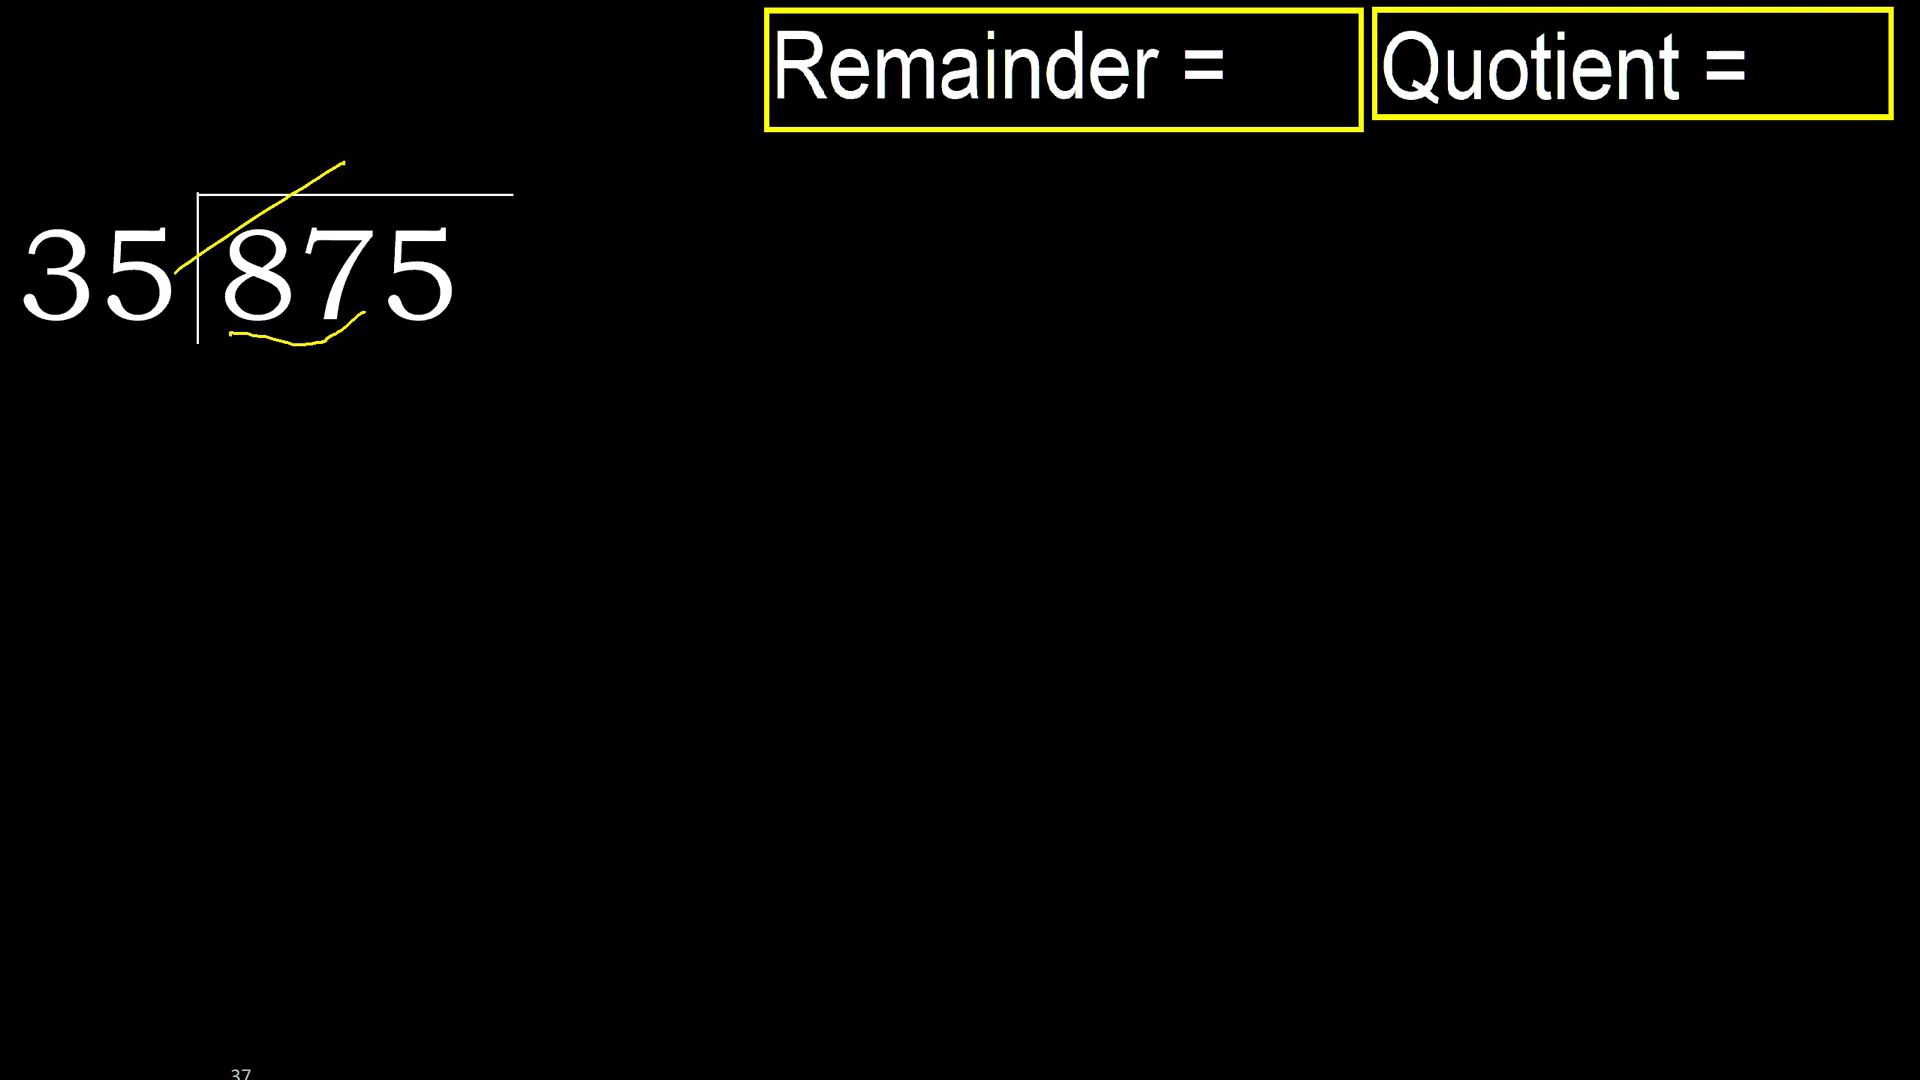 Remainder =
Quotient =
35 875
37